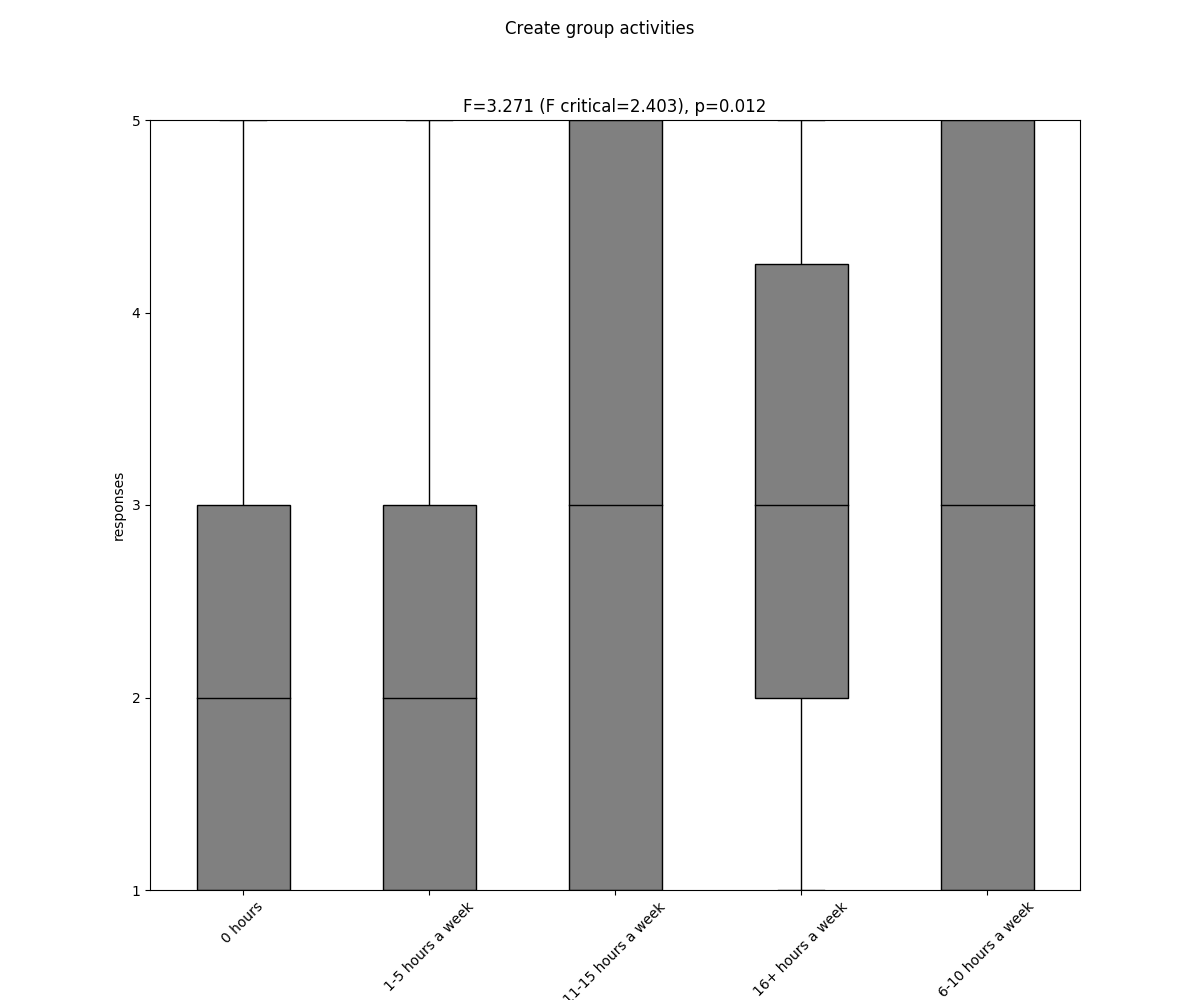 Create group activities
F=3.271 (F critical=2.403), p=0.012
5
4
3
2
1
responses
0 hours
1-5 hours a week
11-15 hours a week
16+ hours a week
6-10 hours a week